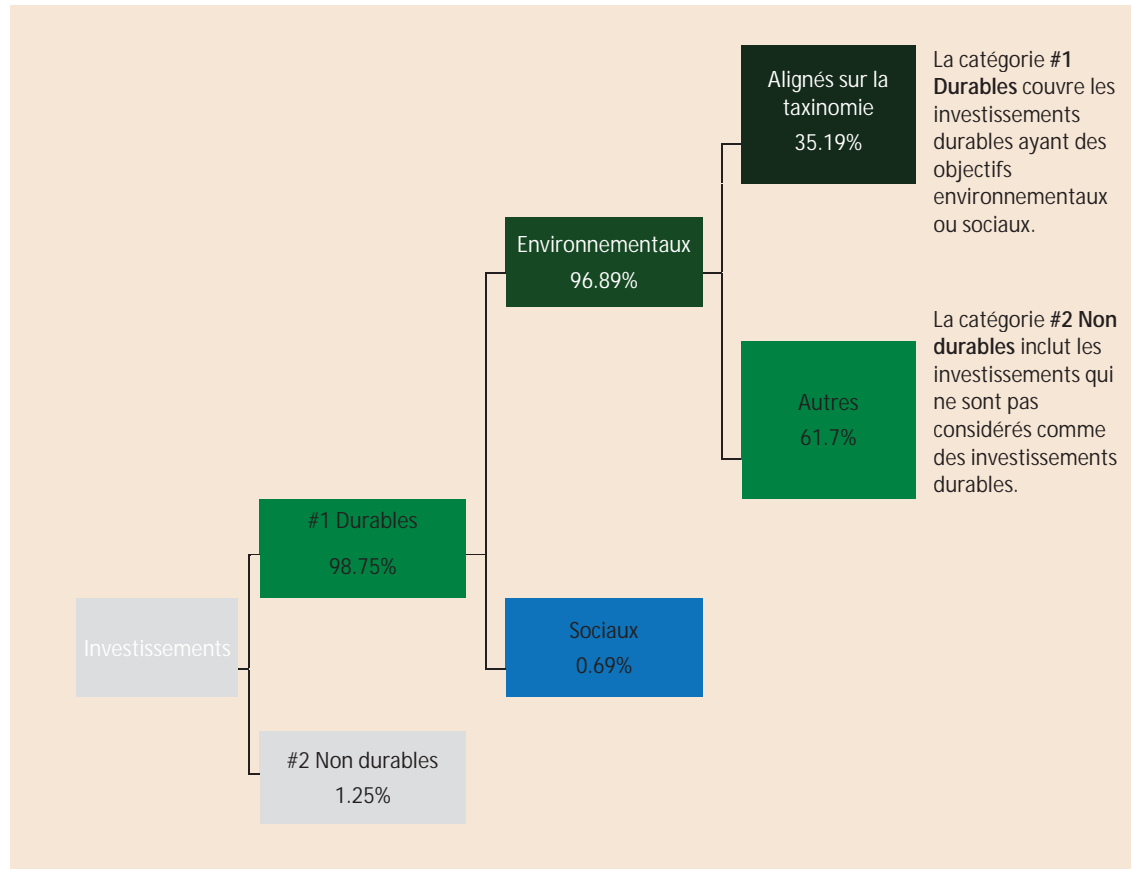 Alignés sur la
taxinomie
35.19%
La catégorie #1
Durables couvre les
investissements
durables ayant des
objectifs
environnementaux
ou sociaux.
Environnementaux
96.89%
La catégorie #2 Non
durables inclut les
investissements qui
ne sont pas
considérés comme
des investissements
durables.
Autres
61.7%
#1 Durables
98.75%
Investissements
Sociaux
0.69%
#2 Non durables
1.25%